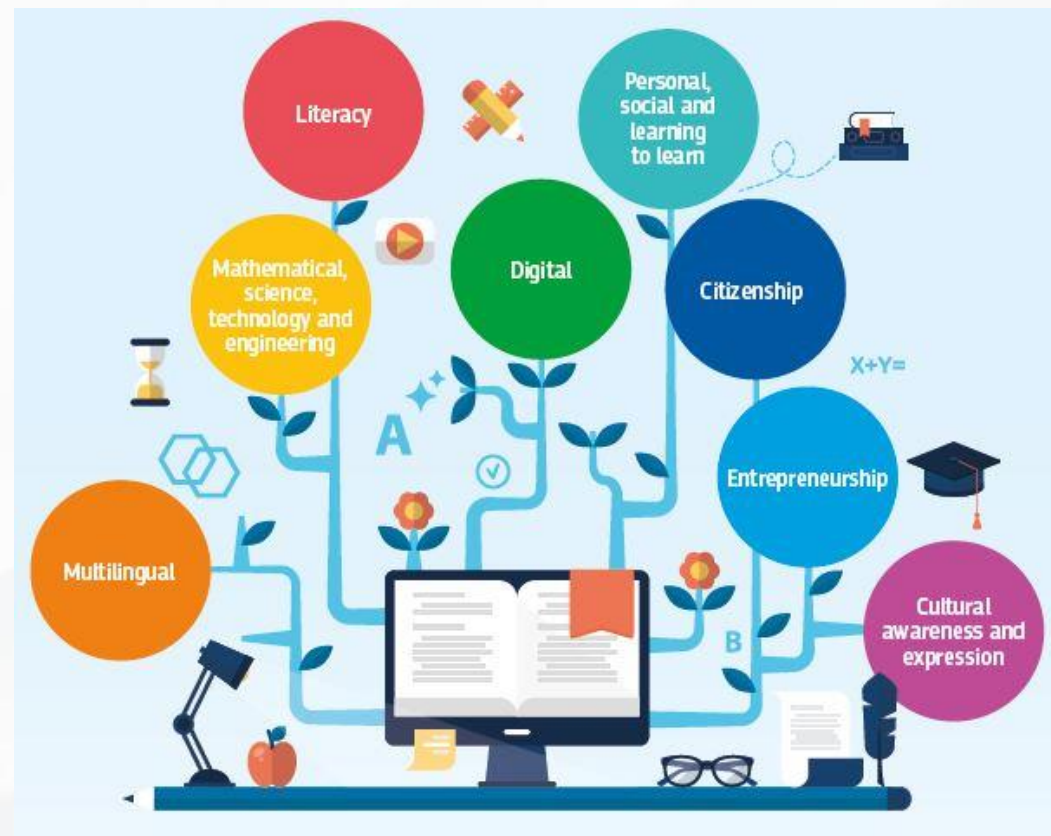 Literacy
Personal,
social and
learning
to learn
Mathematical,
science,
technology and
engineering
Digital
Citizenship
X+Y=
A
Entrepreneurship
Multilingual
Cultural
awareness and
expression
B